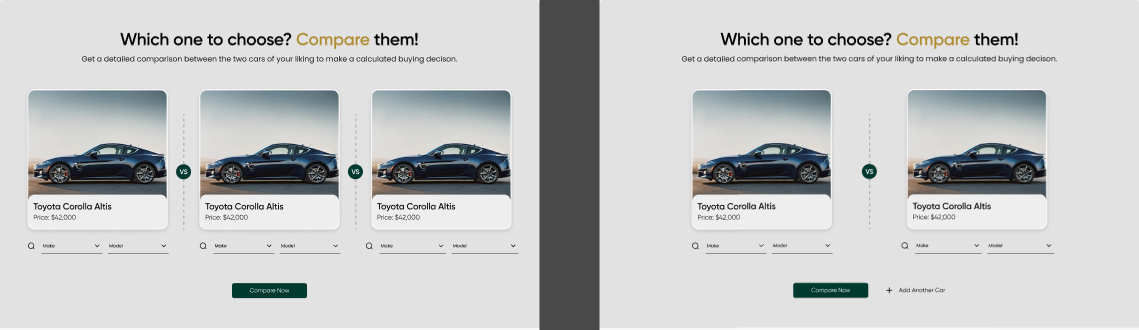 Which one to choose? Compare them!
Get a detailed comparison between the two cars of your liking to make a calculated buying decison.
VS
VS
Toyota Corolla Altis
Price: $42,000
Toyota Corolla Altis
Price: $42,000
Toyota Corolla Altis
Price: $42,000
Make Model
Make Model
Make Model
Compare Now
Which one to choose? Compare them!
Get a detailed comparison between the two cars of your liking to make a calculated buying decison.
VS
Toyota Corolla Altis
Price: $42,000
Toyota Corolla Altis
Price: $42,000
Make Model
Make Model
Compare Now
Add Another Car